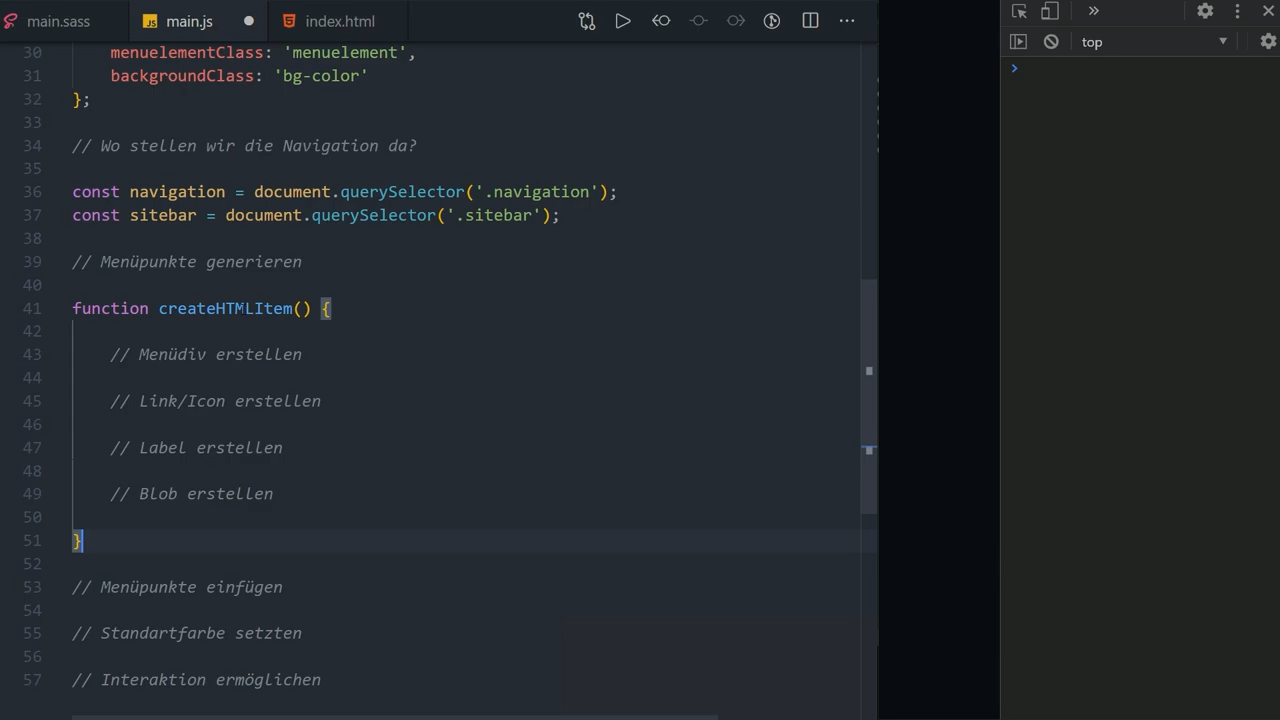 main.sass JS main.js index.html
top
30 menuelementClass: 'menuelement',
31 backgroundClass: 'bg-color'
32 };
33
34 // Wo stellen wir die Navigation da?
35
36 const navigation = document.querySelector('.navigation');
37 const sitebar = document.querySelector('.sitebar');
38
39 // Menüpunkte generieren
40
41 function createHTMLItem() {
42
43 // Menüdiv erstellen
44
45 // Link/Icon erstellen
46
47 // Label erstellen
48
49 // Blob erstellen
50
51 }
52
53 // Menüpunkte einfügen
54
55 // Standartfarbe setzten
56
57 // Interaktion ermöglichen